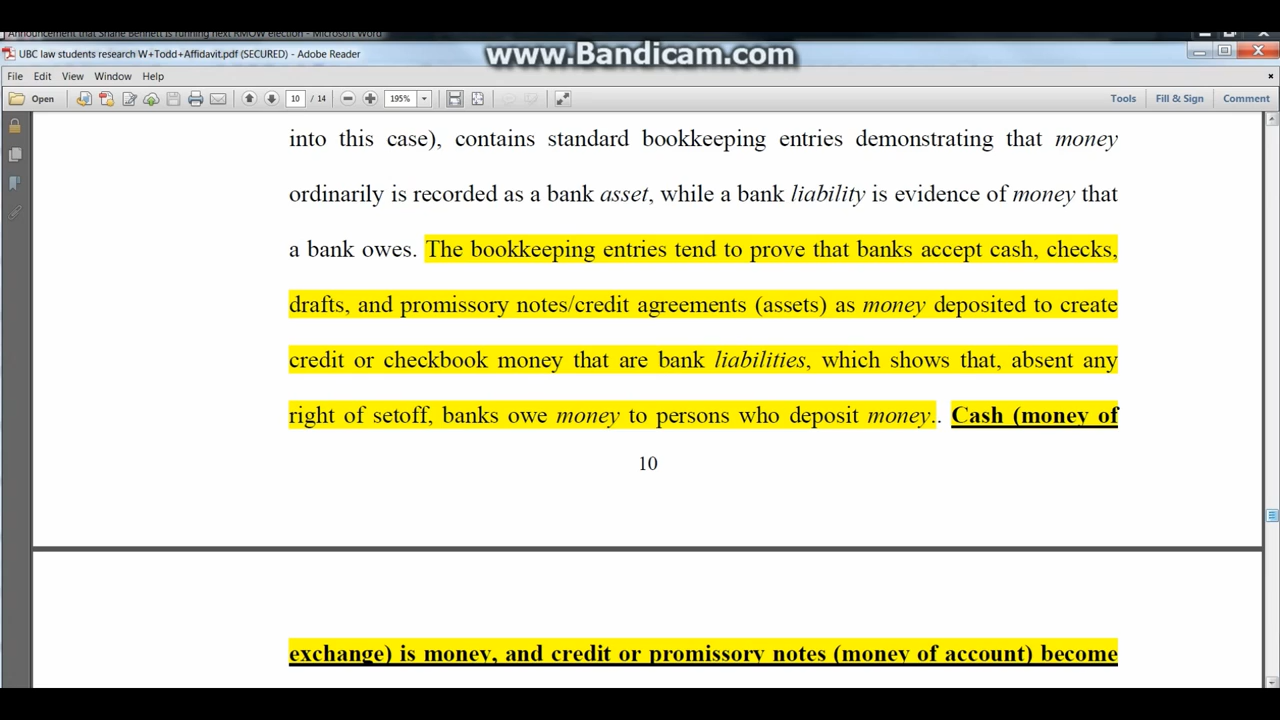 Announcement that Shane Bennett is running next RMOW election - Microsoft Word
UBC law students research W+Todd+Affidavit.pdf (SECURED) - Adobe Reader
www.Bandicam.com
File Edit View Window Help
Open 10 / 14 195% Tools Fill & Sign Comment
into this case), contains standard bookkeeping entries demonstrating that money
ordinarily is recorded as a bank asset, while a bank liability is evidence of money that
a bank owes. The bookkeeping entries tend to prove that banks accept cash, checks,
drafts, and promissory notes/credit agreements (assets) as money deposited to create
credit or checkbook money that are bank liabilities, which shows that, absent any
right of setoff, banks owe money to persons who deposit money.. Cash (money of
10
exchange) is money, and credit or promissory notes (money of account) become